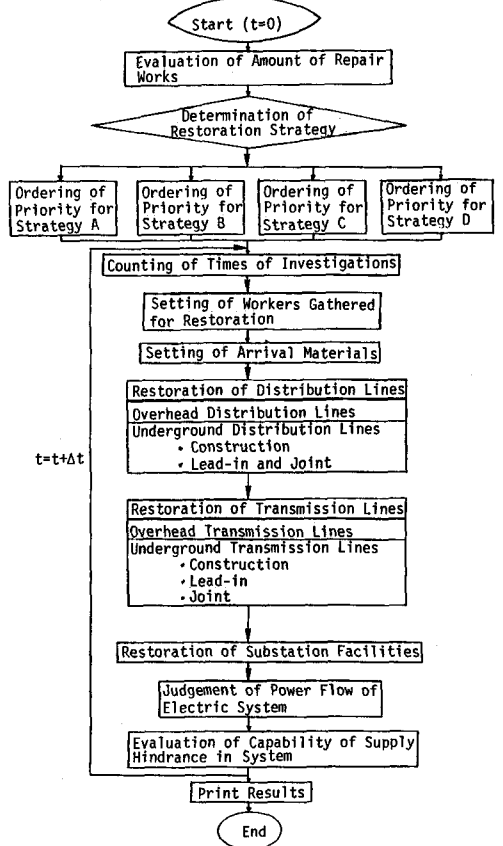 Start (t=0)
Evaluation of Amount of Repair
Works
Determination of
Restoration Strategy
Ordering of
Priority for
Strategy A
Ordering of
Priority for
Strategy B
Ordering of
Priority for
Strategy C
Ordering of
Priority for
Strategy D
Counting of Times of Investigations
Setting of Workers Gathered
for Restoration
Setting of Arrival Materials
Restoration of Distribution Lines
Overhead Distribution Lines
Underground Distribution Lines
• Construction
• Lead-in and Joint
t=t+Δt
Restoration of Transmission Lines
Overhead Transmission Lines
Underground Transmission Lines
• Construction
• Lead-in
• Joint
Restoration of Substation Facilities
Judgement of Power Flow of
Electric System
Evaluation of Capability of Supply
Hindrance in System
Print Results
End